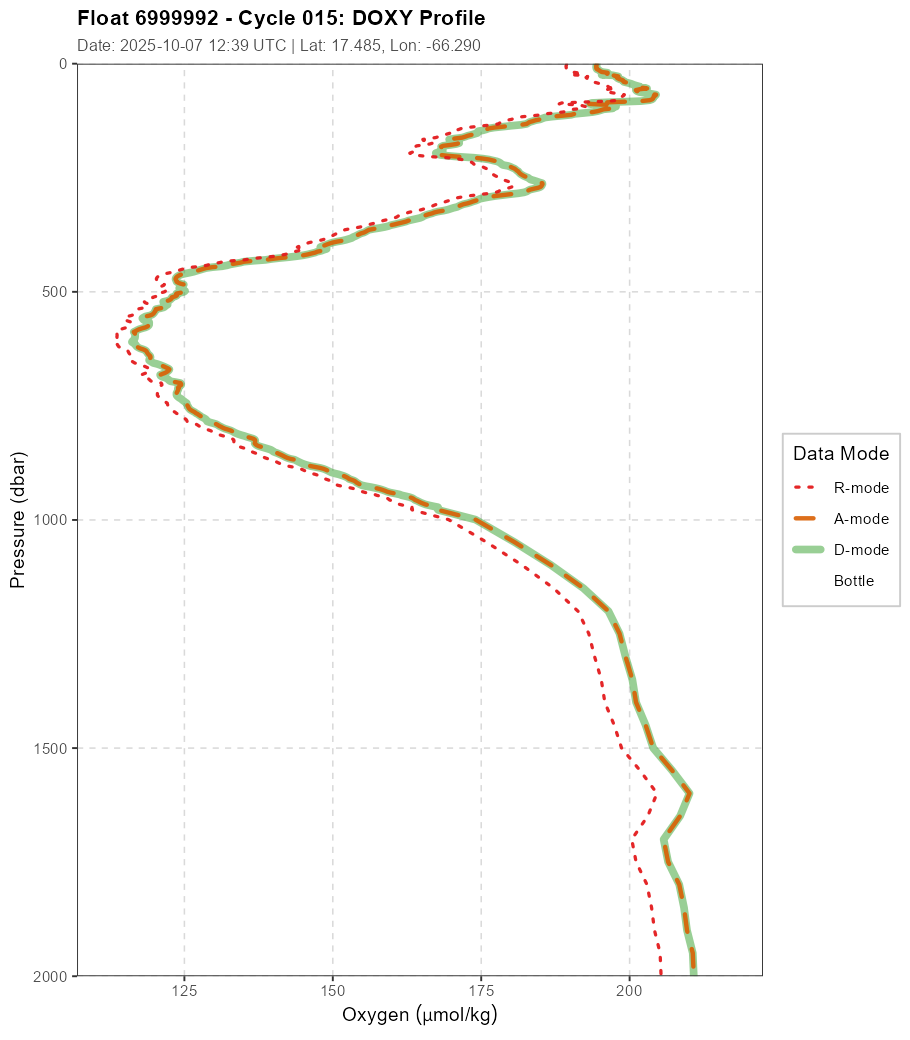 Float 6999992 - Cycle 015: DOXY Profile
Date: 2025-10-07 12:39 UTC | Lat: 17.485, Lon: -66.290
0
500
1000
1500
2000
Pressure (dbar)
125
150
175
200
Oxygen (µmol/kg)
Data Mode
R-mode
A-mode
D-mode
Bottle